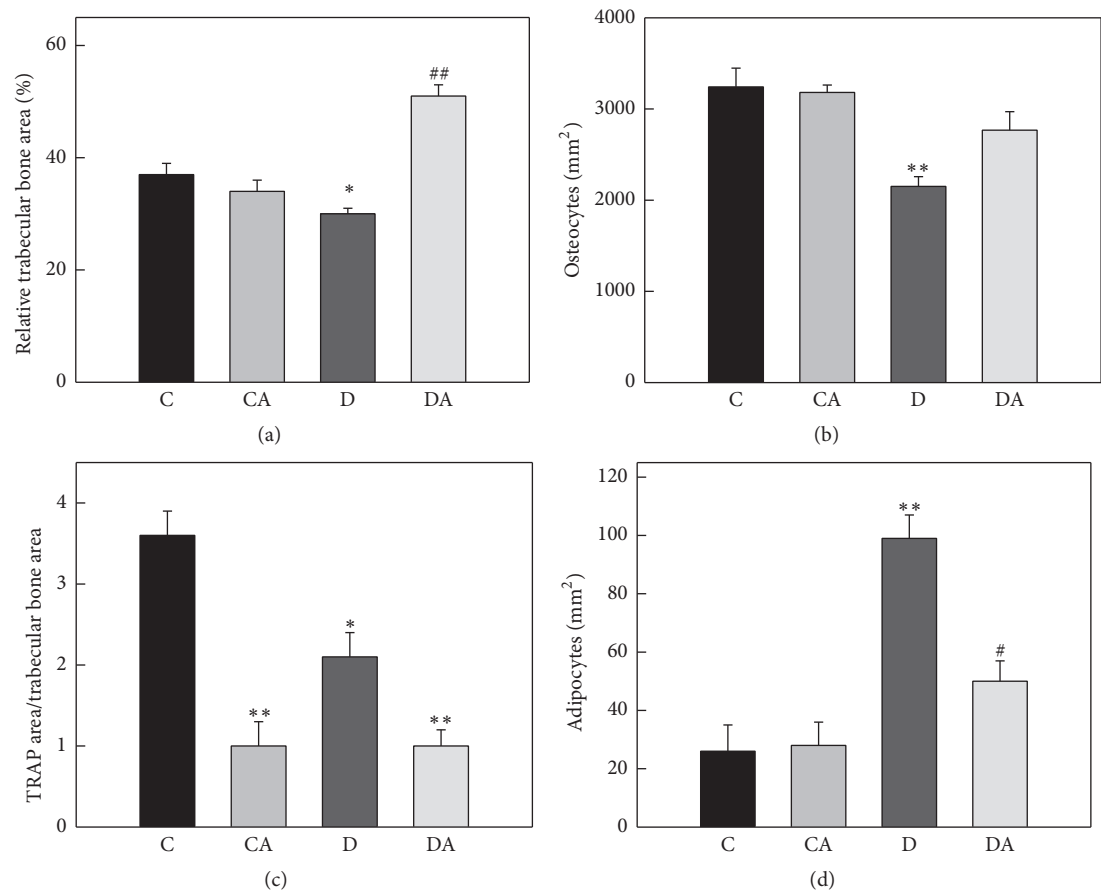 Relative trabecular bone area (%)
60
40
20
0
##
*
C CA D DA
(a)
Osteocytes (mm²)
4000
3000
2000
1000
0
**
C CA D DA
(b)
TRAP area/trabecular bone area
4
3
2
1
0
**
*
**
C CA D DA
(c)
Adipocytes (mm²)
120
100
80
60
40
20
0
**
#
C CA D DA
(d)